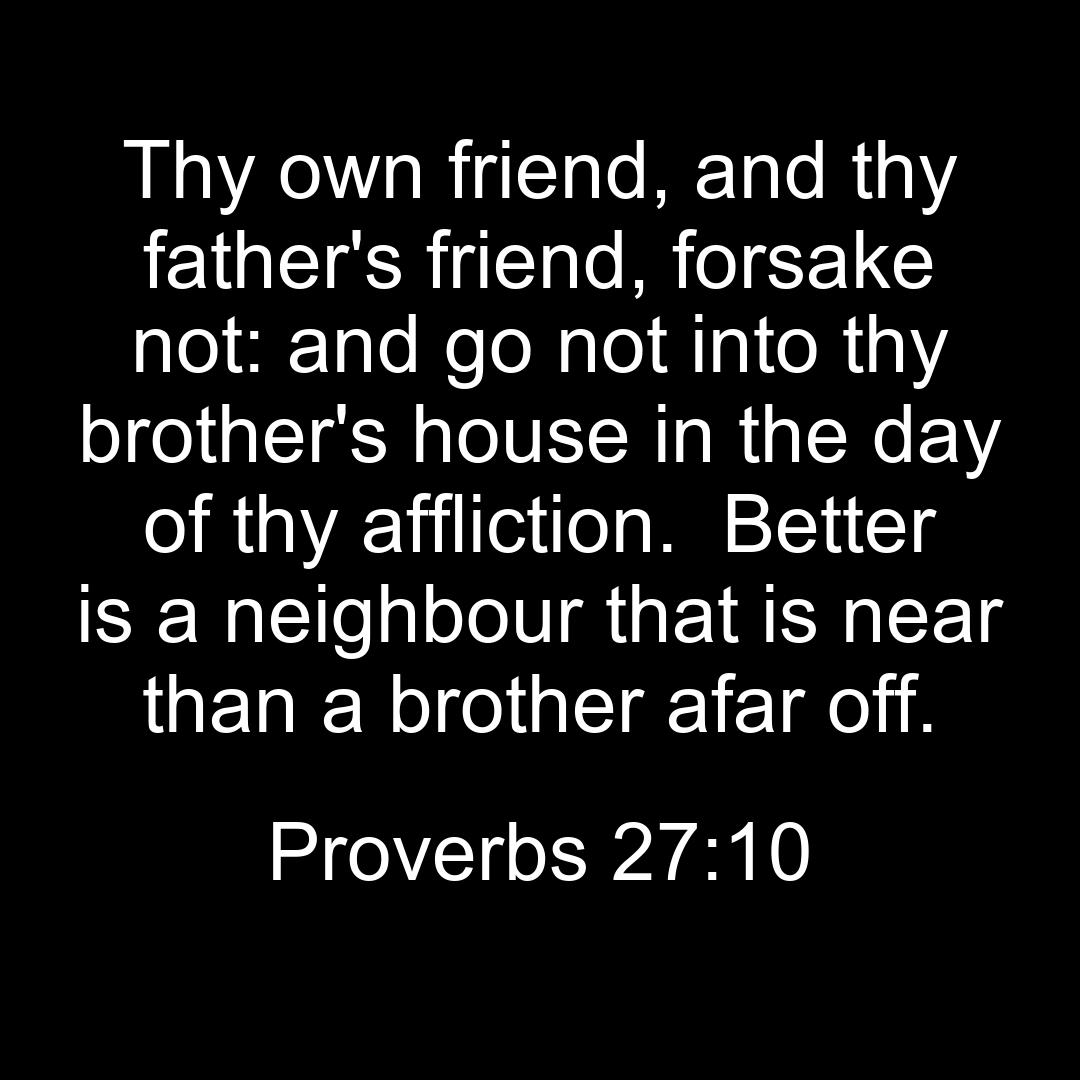 Thy own friend, and thy
father's friend, forsake
not: and go not into thy
brother's house in the day
of thy affliction.  Better
is a neighbour that is near
than a brother afar off.
Proverbs 27:10